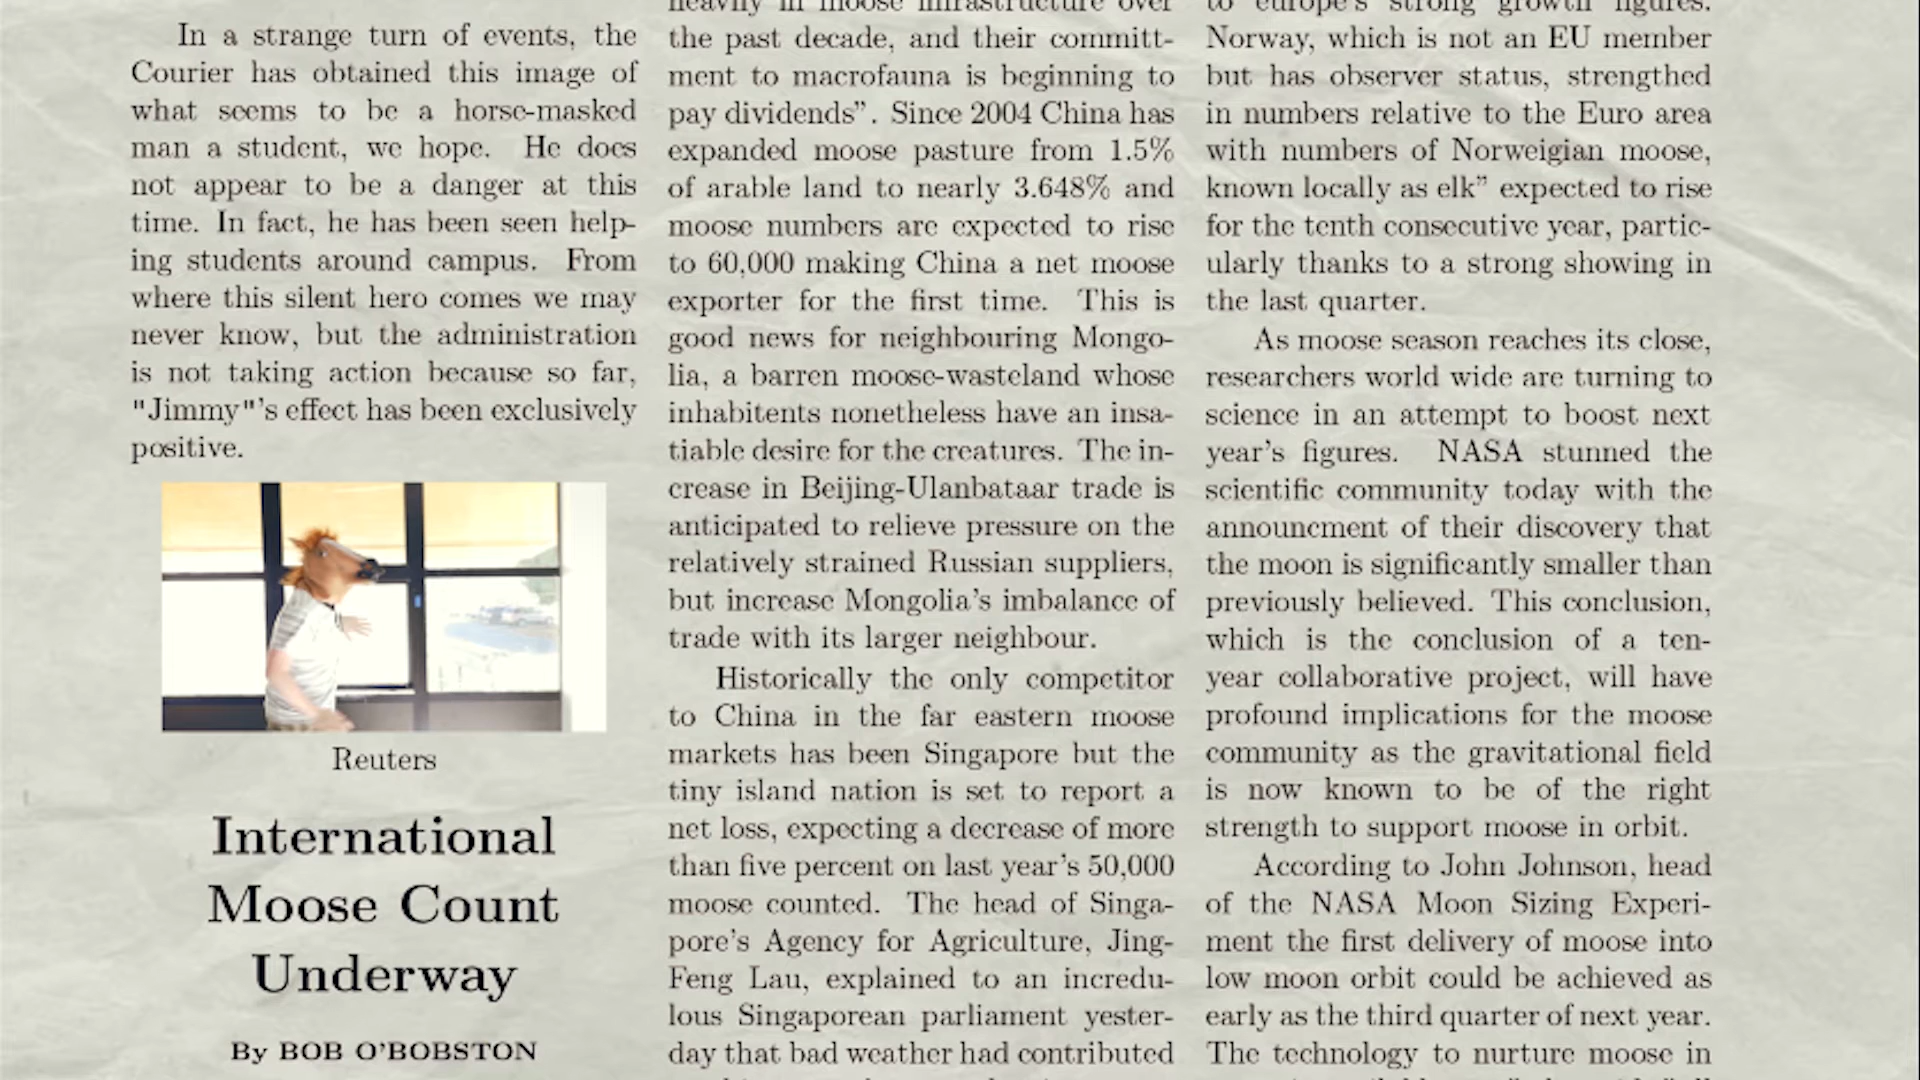 In a strange turn of events, the
Courier has obtained this image of
what seems to be a horse-masked
man a student, we hope. He does
not appear to be a danger at this
time. In fact, he has been seen help-
ing students around campus. From
where this silent hero comes we may
never know, but the administration
is not taking action because so far,
"Jimmy"'s effect has been exclusively
positive.
Reuters
International
Moose Count
Underway
By BOB O'BOBSTON
heavily in moose infrastructure over
the past decade, and their committ-
ment to macrofauna is beginning to
pay dividends”. Since 2004 China has
expanded moose pasture from 1.5%
of arable land to nearly 3.648% and
moose numbers are expected to rise
to 60,000 making China a net moose
exporter for the first time. This is
good news for neighbouring Mongo-
lia, a barren moose-wasteland whose
inhabitents nonetheless have an insa-
tiable desire for the creatures. The in-
crease in Beijing-Ulanbataar trade is
anticipated to relieve pressure on the
relatively strained Russian suppliers,
but increase Mongolia's imbalance of
trade with its larger neighbour.
Historically the only competitor
to China in the far eastern moose
markets has been Singapore but the
tiny island nation is set to report a
net loss, expecting a decrease of more
than five percent on last year's 50,000
moose counted. The head of Singa-
pore's Agency for Agriculture, Jing-
Feng Lau, explained to an incredu-
lous Singaporean parliament yester-
day that bad weather had contributed
to europe's strong growth figures.
Norway, which is not an EU member
but has observer status, strengthed
in numbers relative to the Euro area
with numbers of Norweigian moose,
known locally as elk” expected to rise
for the tenth consecutive year, partic-
ularly thanks to a strong showing in
the last quarter.
As moose season reaches its close,
researchers world wide are turning to
science in an attempt to boost next
year's figures. NASA stunned the
scientific community today with the
announcment of their discovery that
the moon is significantly smaller than
previously believed. This conclusion,
which is the conclusion of a ten-
year collaborative project, will have
profound implications for the moose
community as the gravitational field
is now known to be of the right
strength to support moose in orbit.
According to John Johnson, head
of the NASA Moon Sizing Experi-
ment the first delivery of moose into
low moon orbit could be achieved as
early as the third quarter of next year.
The technology to nurture moose in